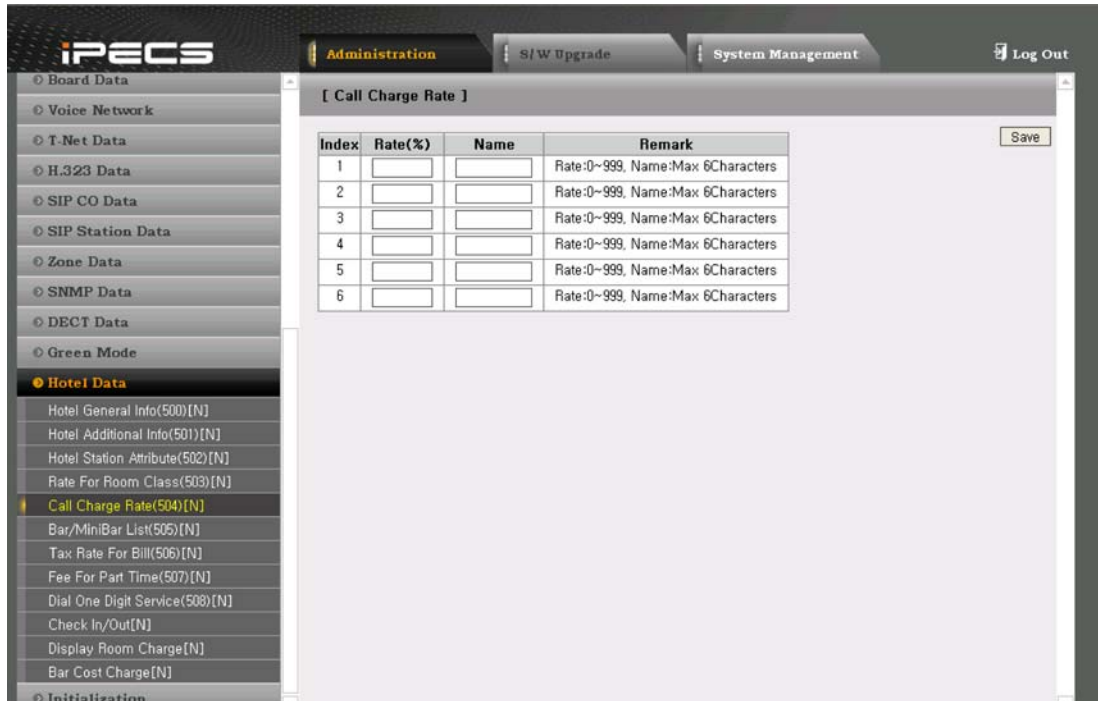 iPECS
Administration
S/W Upgrade
System Management
Log Out
Board Data
Voice Network
T-Net Data
H.323 Data
SIP CO Data
SIP Station Data
Zone Data
SNMP Data
DECT Data
Green Mode
Hotel Data
Hotel General Info(500)[N]
Hotel Additional Info(501)[N]
Hotel Station Attribute(502)[N]
Rate For Room Class(503)[N]
Call Charge Rate(504)[N]
Bar/MiniBar List(505)[N]
Tax Rate For Bill(506)[N]
Fee For Part Time(507)[N]
Dial One Digit Service(508)[N]
Check In/Out[N]
Display Room Charge[N]
Bar Cost Charge[N]
Initialization
[ Call Charge Rate ]
Save
Index Rate(%) Name Remark
1 Rate:0~999, Name:Max 6Characters
2 Rate:0~999, Name:Max 6Characters
3 Rate:0~999, Name:Max 6Characters
4 Rate:0~999, Name:Max 6Characters
5 Rate:0~999, Name:Max 6Characters
6 Rate:0~999, Name:Max 6Characters